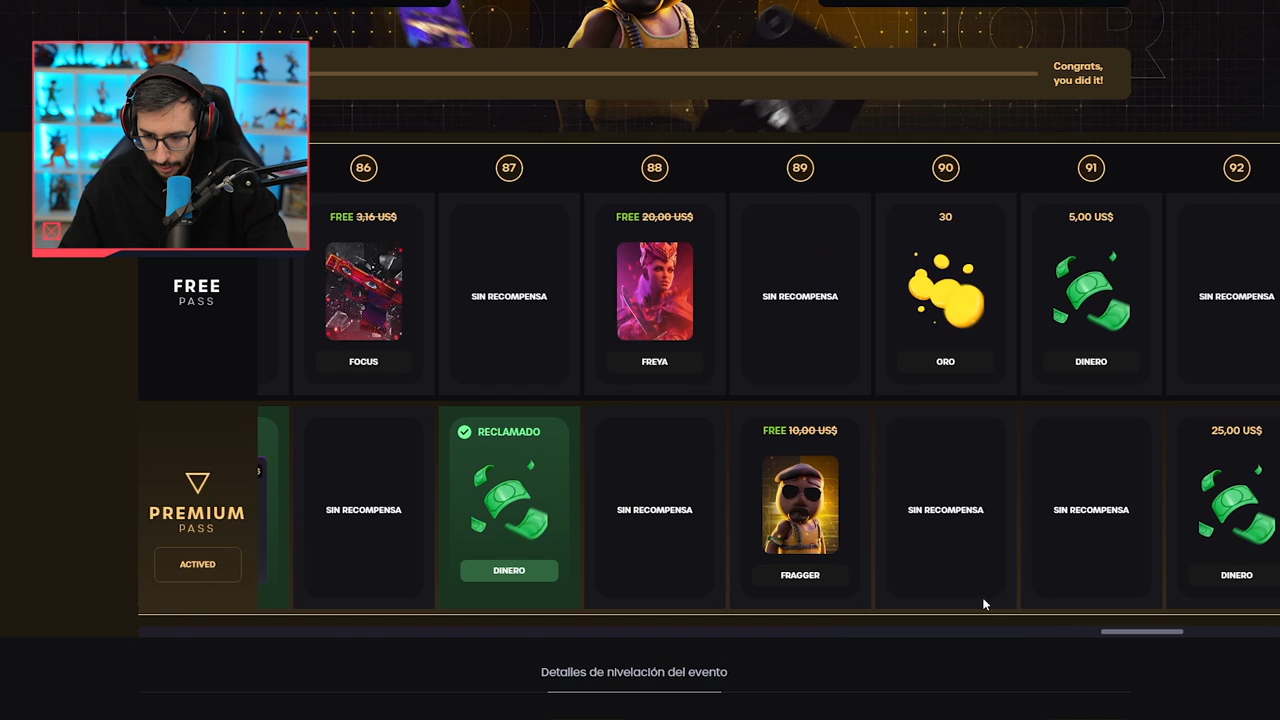 Congrats,
you did it!
86
87
88
89
90
91
92
FREE 3,16 US$
FREE 20,00 US$
30
5,00 US$
FREE
PASS
SIN RECOMPENSA
SIN RECOMPENSA
SIN RECOMPENSA
FOCUS
FREYA
ORO
DINERO
RECLAMADO
FREE 10,00 US$
25,00 US$
PREMIUM
PASS
ACTIVED
SIN RECOMPENSA
SIN RECOMPENSA
SIN RECOMPENSA
SIN RECOMPENSA
DINERO
FRAGGER
DINERO
Detalles de nivelación del evento